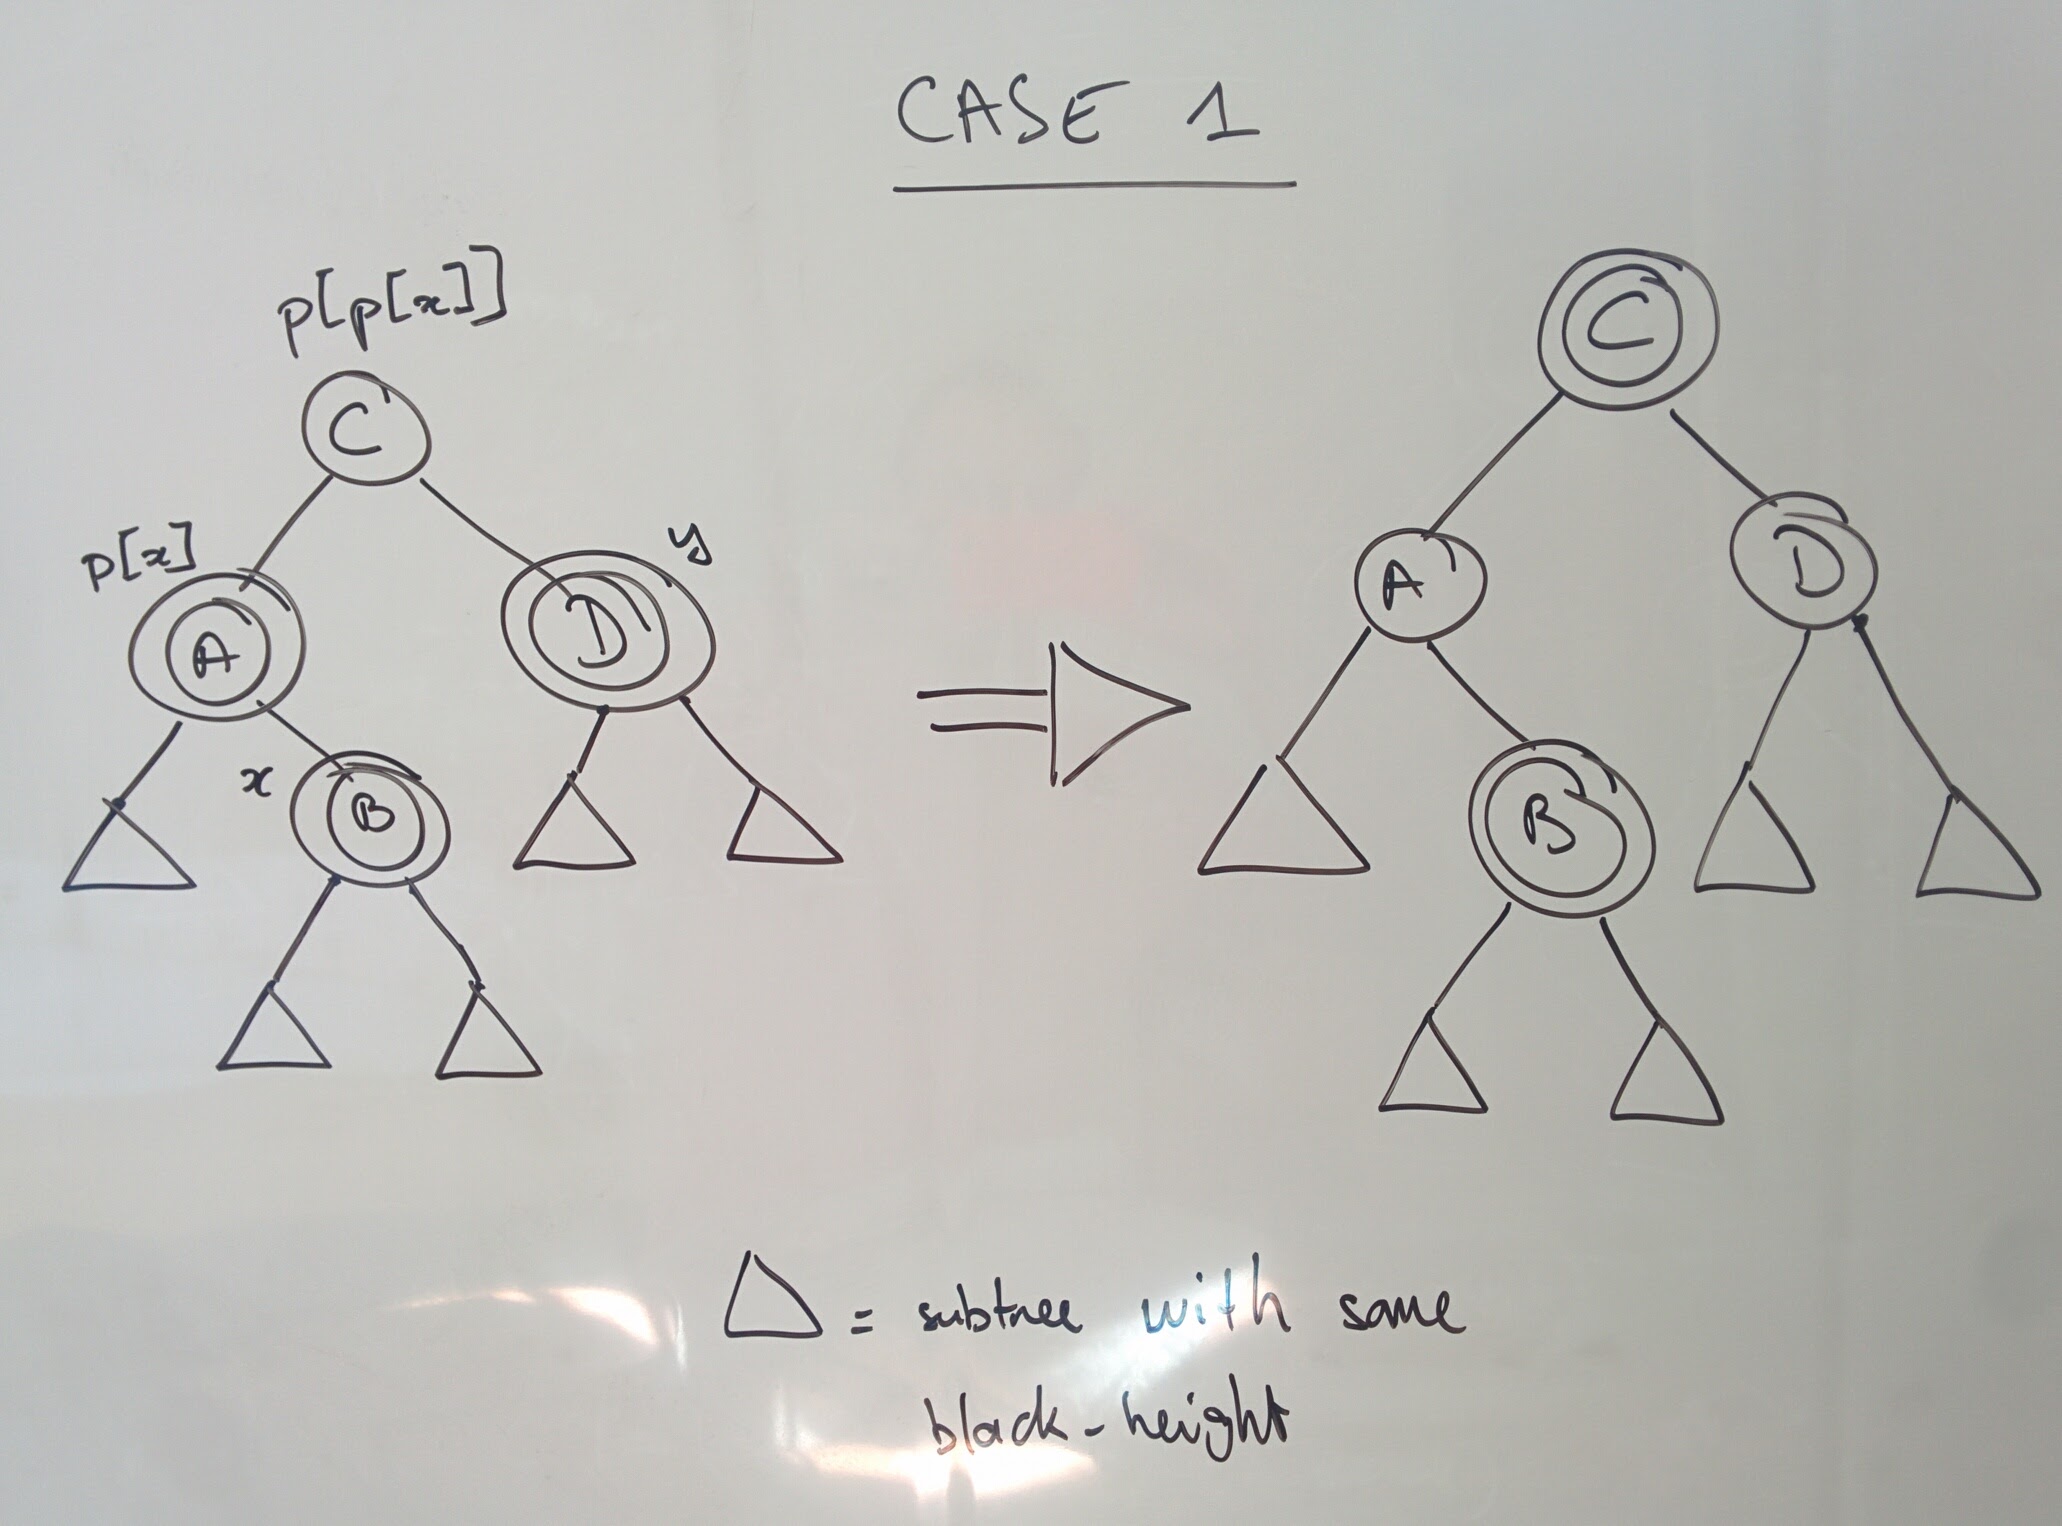 CASE 1
p[p[x]]
C
C
p[x]
y
A
D
A
D
x
B
B
= subtree with same
black-height